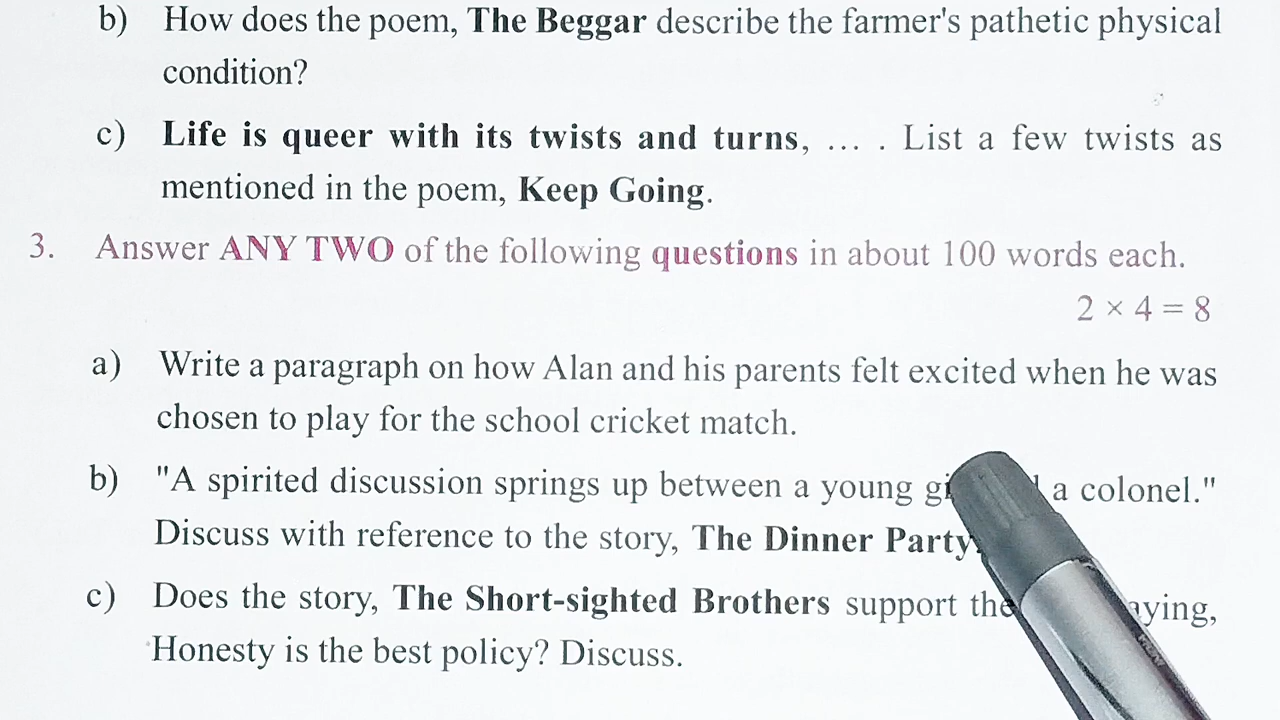 b) How does the poem, The Beggar describe the farmer's pathetic physical
condition?
c) Life is queer with its twists and turns, ... . List a few twists as
mentioned in the poem, Keep Going.
3. Answer ANY TWO of the following questions in about 100 words each.
2 × 4 = 8
a) Write a paragraph on how Alan and his parents felt excited when he was
chosen to play for the school cricket match.
b) "A spirited discussion springs up between a young a colonel."
Discuss with reference to the story, The Dinner Party.
c) Does the story, The Short-sighted Brothers support the
Honesty is the best policy? Discuss.